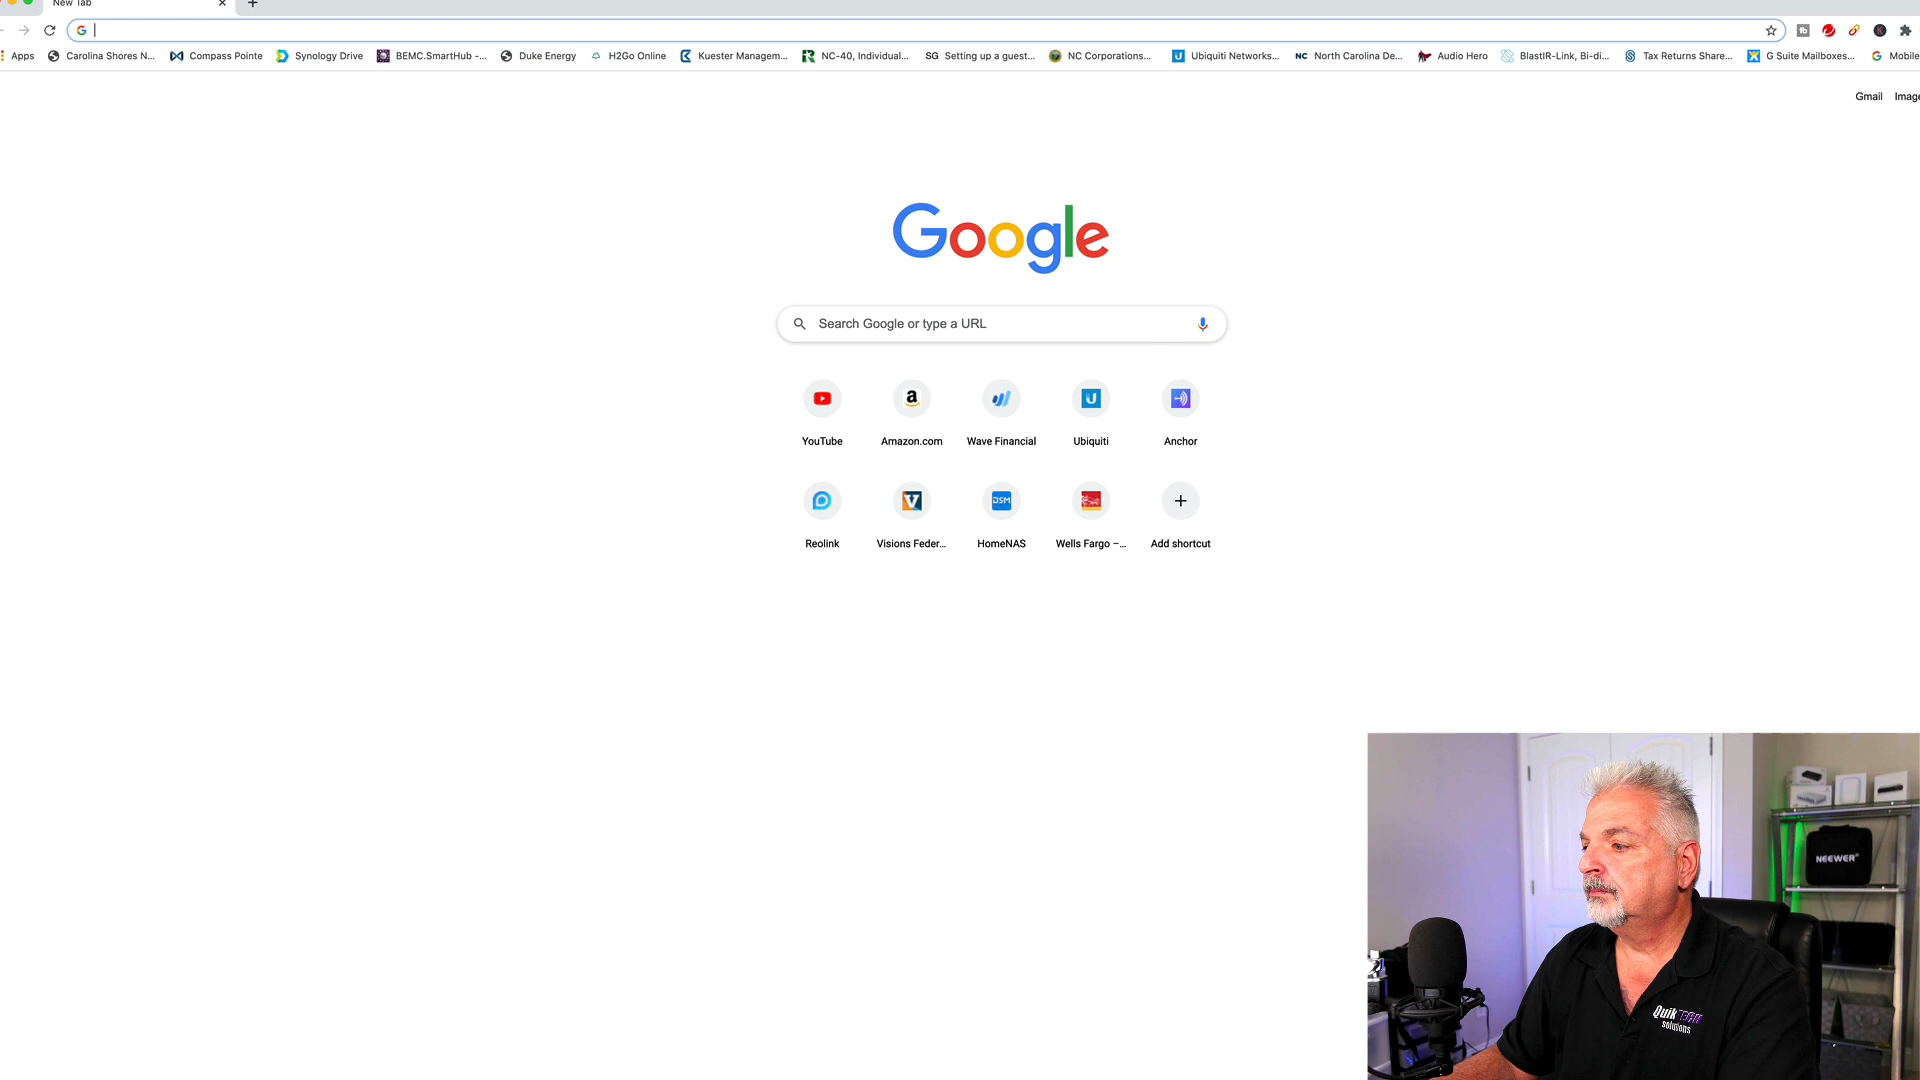 New Tab
Apps
Carolina Shores N...
Compass Pointe
Synology Drive
BEMC.SmartHub -...
Duke Energy
H2Go Online
Kuester Managem...
NC-40, Individual...
SG Setting up a guest...
NC Corporations...
Ubiquiti Networks...
NC North Carolina De...
Audio Hero
BlastIR-Link, Bi-di...
Tax Returns Share...
G Suite Mailboxes...
Mobile
Gmail Image
Google
Search Google or type a URL
YouTube
Amazon.com
Wave Financial
Ubiquiti
Anchor
DSM
Reolink
Visions Feder...
HomeNAS
Wells Fargo –...
Add shortcut
NEEWER
QuikTECH
solutions